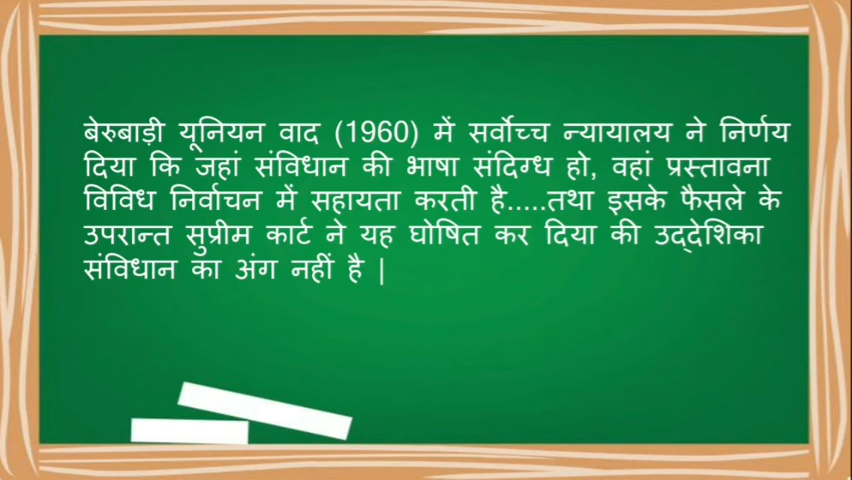 बेरुबाड़ी यूनियन वाद (1960) में सर्वोच्च न्यायालय ने निर्णय
दिया कि जहां संविधान की भाषा संदिग्ध हो, वहां प्रस्तावना
विविध निर्वाचन में सहायता करती है.....तथा इसके फैसले के
उपरान्त सुप्रीम कार्ट ने यह घोषित कर दिया की उद्देशिका
संविधान का अंग नहीं है |